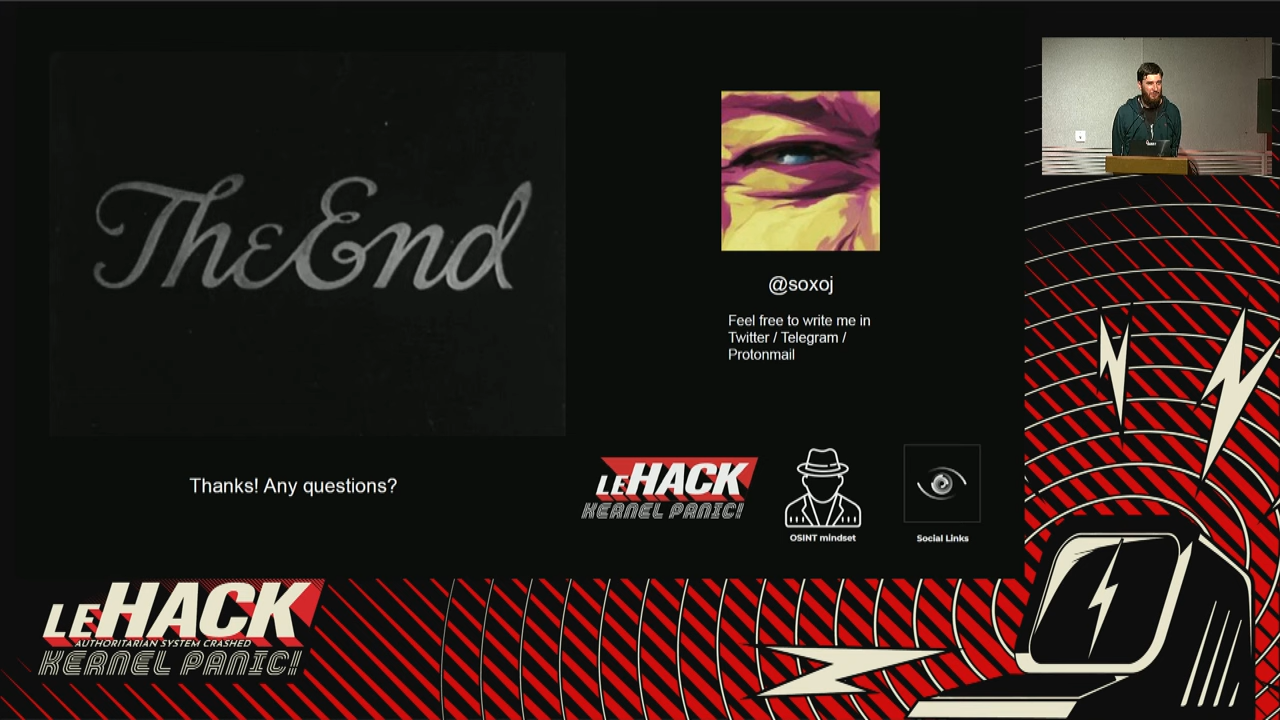 The End
Thanks! Any questions?
@soxoj
Feel free to write me in
Twitter / Telegram /
Protonmail
LEHACK
KERNEL PANIC!
OSINT mindset
Social Links
LEHACK
AUTHORITARIAN SYSTEM CRASHED
KERNEL PANIC!